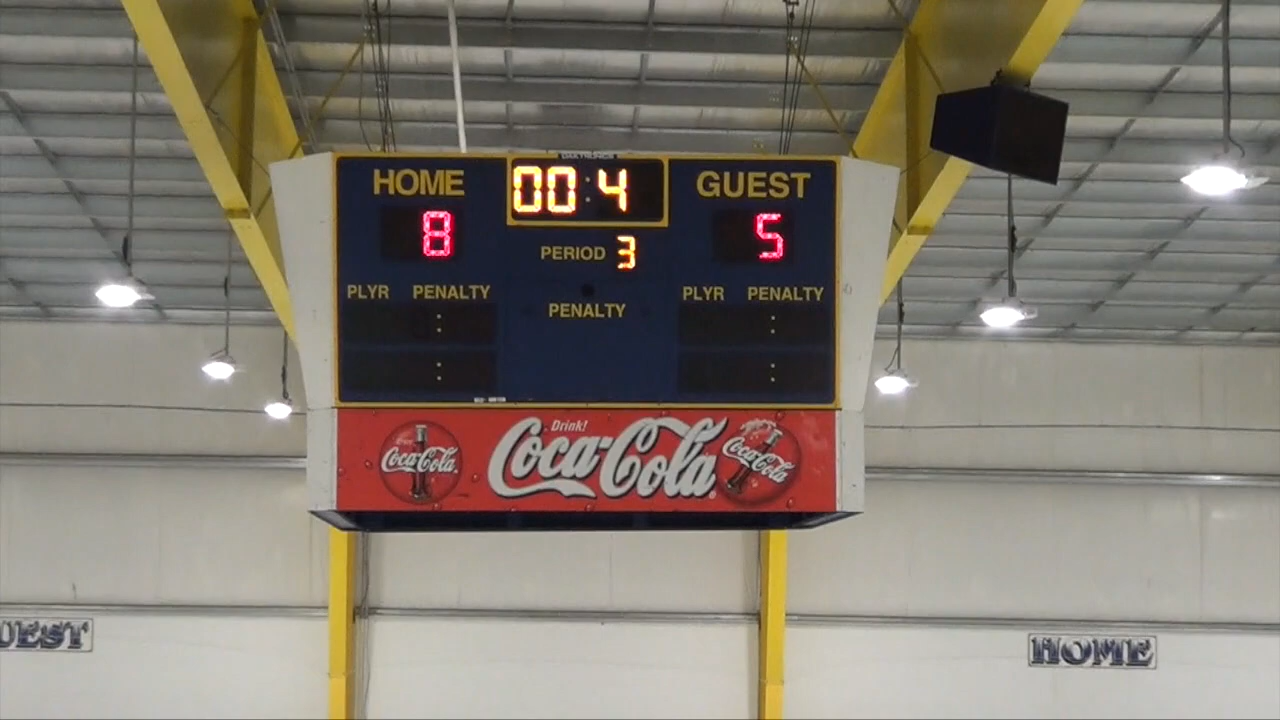 HOME 00:4 GUEST
8 5
PERIOD 3
PLYR PENALTY PLYR PENALTY
PENALTY
: :
: :
Drink!
Coca-Cola Coca-Cola Coca-Cola
UEST
HOME